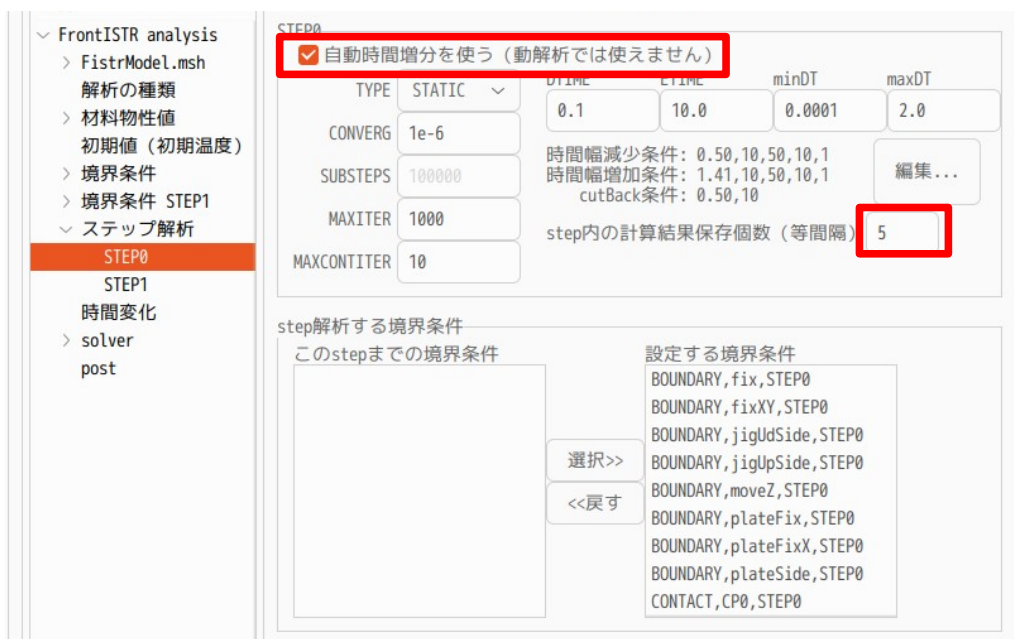 FrontISTR analysis
FistrModel.msh
解析の種類
材料物性値
初期値（初期温度）
境界条件
境界条件 STEP1
ステップ解析
STEP0
STEP1
時間変化
solver
post
STEP0
自動時間増分を使う（動解析では使えません）
TYPE STATIC
CONVERG 1e-6
SUBSTEPS 100000
MAXITER 1000
MAXCONTITER 10
DTIME ETIME minDT maxDT
0.1 10.0 0.0001 2.0
時間幅減少条件: 0.50,10,50,10,1
時間幅増加条件: 1.41,10,50,10,1
cutBack条件: 0.50,10
編集...
step内の計算結果保存個数（等間隔） 5
step解析する境界条件
このstepまでの境界条件
選択>>
<<戻す
設定する境界条件
BOUNDARY,fix,STEP0
BOUNDARY,fixXY,STEP0
BOUNDARY,jigUdSide,STEP0
BOUNDARY,jigUpSide,STEP0
BOUNDARY,moveZ,STEP0
BOUNDARY,plateFix,STEP0
BOUNDARY,plateFixX,STEP0
BOUNDARY,plateSide,STEP0
CONTACT,CP0,STEP0